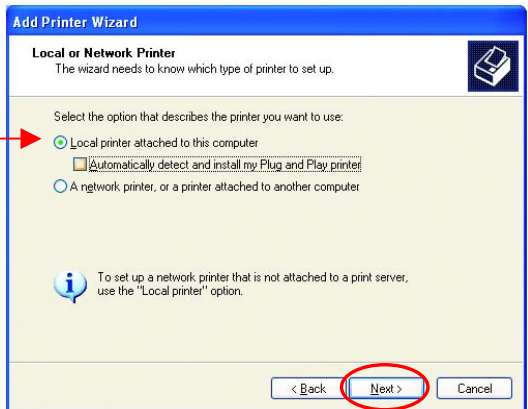 Add Printer Wizard
Local or Network Printer
The wizard needs to know which type of printer to set up.
Select the option that describes the printer you want to use:
Local printer attached to this computer
Automatically detect and install my Plug and Play printer
A network printer, or a printer attached to another computer
To set up a network printer that is not attached to a print server,
use the "Local printer" option.
< Back
Next >
Cancel